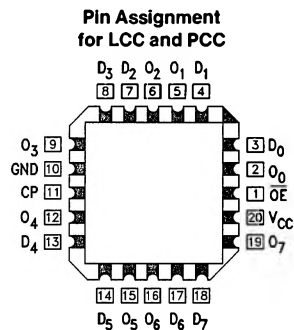 Pin Assignment
for LCC and PCC
D3 D2 O2 O1 D1
8 7 6 5 4
O3 9
GND 10
CP 11
O4 12
D4 13
3 D0
2 O0
1 O̅E̅
20 VCC
19 O7
14 15 16 17 18
D5 O5 O6 D6 D7